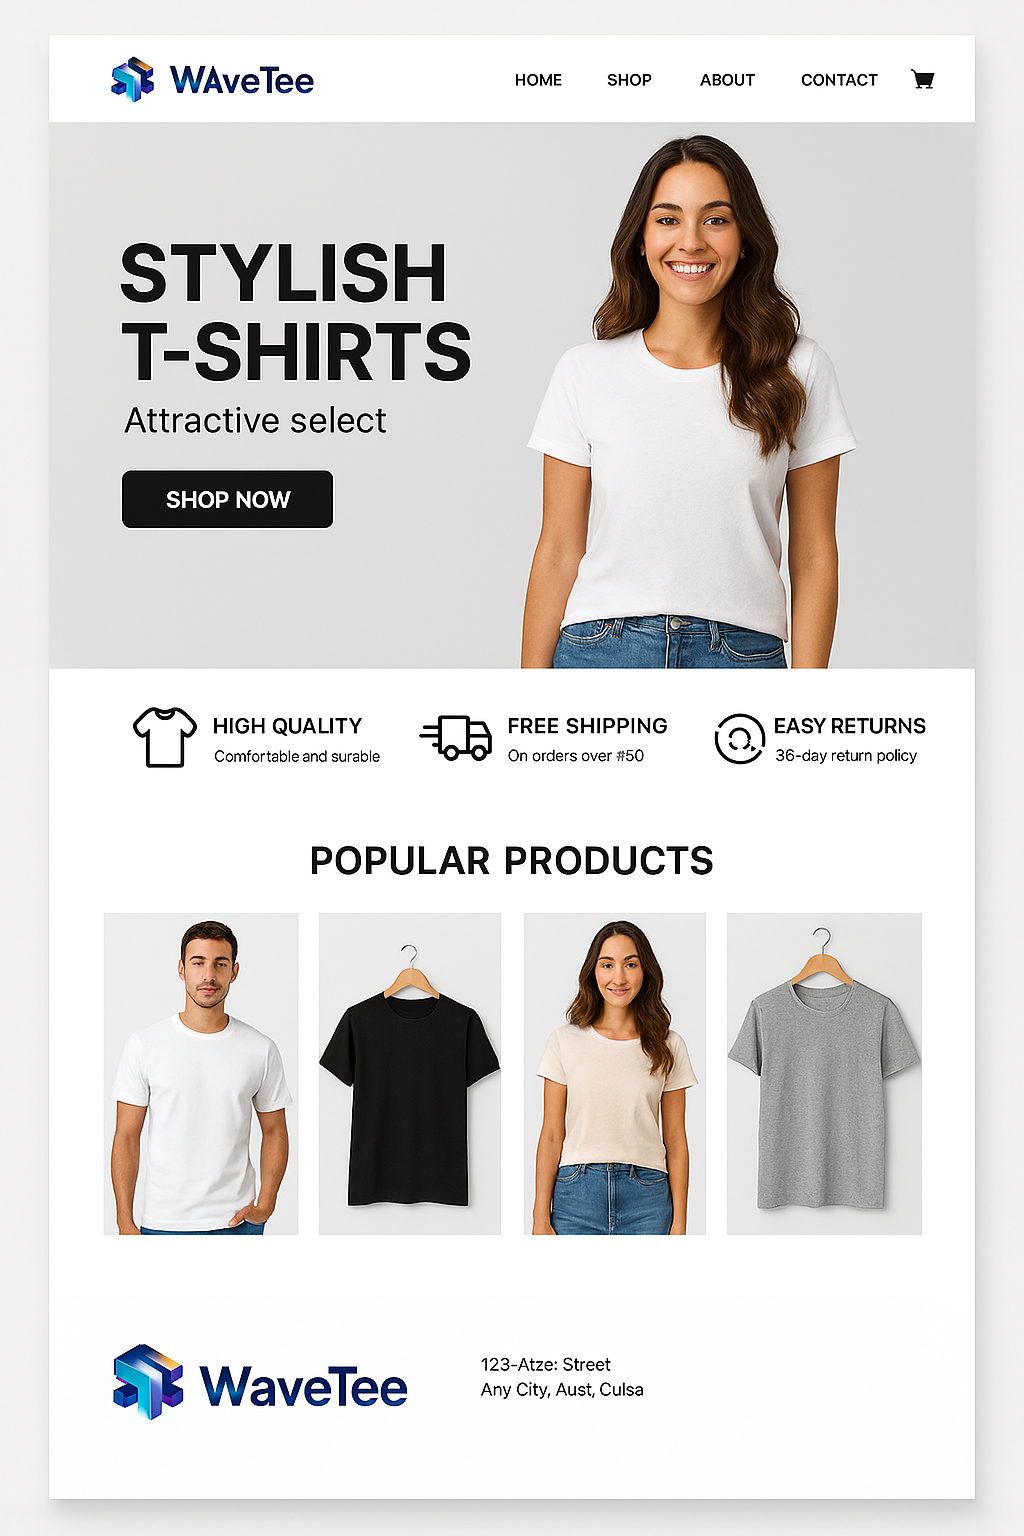 WAveTee
HOME SHOP ABOUT CONTACT
STYLISH
T-SHIRTS
Attractive select
SHOP NOW
HIGH QUALITY
Comfortable and surable
FREE SHIPPING
On orders over #50
EASY RETURNS
36-day return policy
POPULAR PRODUCTS
WaveTee
123-Atze: Street
Any City, Aust, Culsa